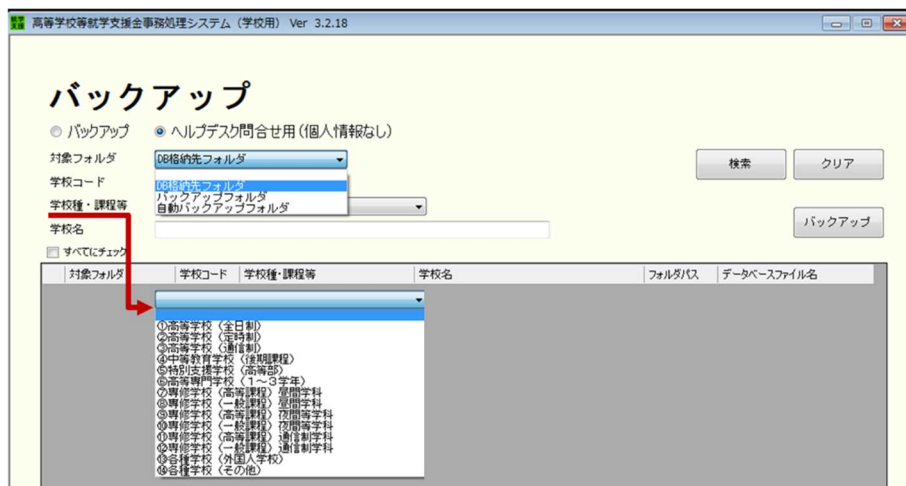 就学
支援
高等学校等就学支援金事務処理システム（学校用） Ver 3.2.18
バックアップ
バックアップ
ヘルプデスク問合せ用(個人情報なし)
対象フォルダ
DB格納先フォルダ
検索
クリア
学校コード
DB格納先フォルダ
バックアップフォルダ
自動バックアップフォルダ
学校種・課程等
学校名
バックアップ
すべてにチェック
対象フォルダ 学校コード 学校種・課程等 学校名 フォルダパス データベースファイル名
①高等学校（全日制）
②高等学校（定時制）
③高等学校（通信制）
④中等教育学校（後期課程）
⑤特別支援学校（高等部）
⑥高等専門学校（１～３学年）
⑦専修学校（高等課程）昼間学科
⑧専修学校（一般課程）昼間学科
⑨専修学校（高等課程）夜間等学科
⑩専修学校（一般課程）夜間等学科
⑪専修学校（高等課程）通信制学科
⑫専修学校（一般課程）通信制学科
⑬各種学校（外国人学校）
⑭各種学校（その他）